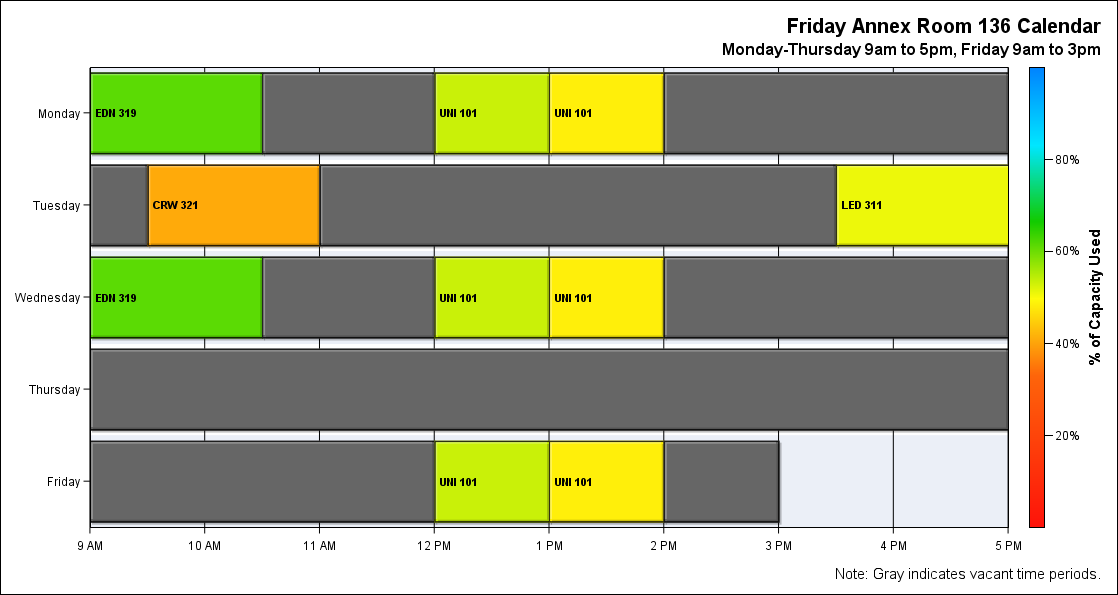 Friday Annex Room 136 Calendar
Monday-Thursday 9am to 5pm, Friday 9am to 3pm
Monday
EDN 319
UNI 101
UNI 101
Tuesday
CRW 321
LED 311
Wednesday
EDN 319
UNI 101
UNI 101
Thursday
Friday
UNI 101
UNI 101
9 AM
10 AM
11 AM
12 PM
1 PM
2 PM
3 PM
4 PM
5 PM
80%
60%
40%
20%
% of Capacity Used
Note: Gray indicates vacant time periods.